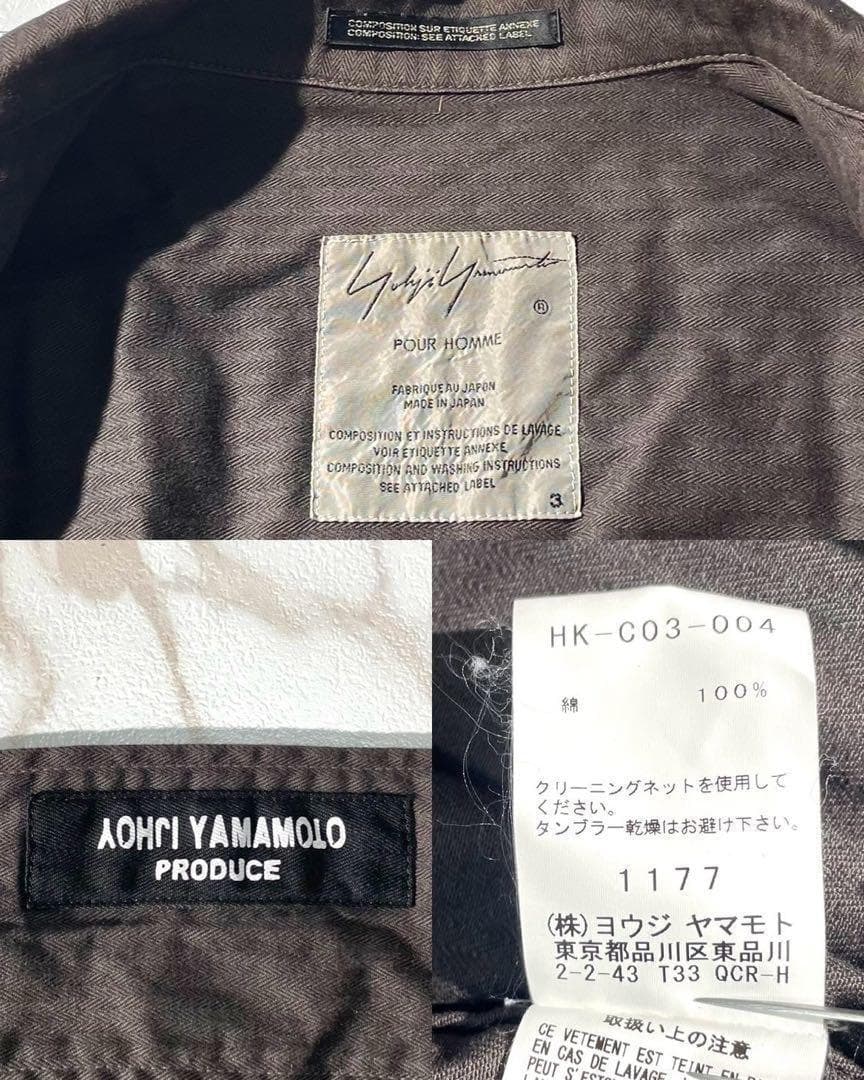 COMPOSITION SUR ETIQUETTE ANNEXE
COMPOSITION: SEE ATTACHED LABEL
Yohji Yamamoto
®
POUR HOMME
FABRIQUE AU JAPON
MADE IN JAPAN
COMPOSITION ET INSTRUCTIONS DE LAVAGE
VOIR ETIQUETTE ANNEXE
COMPOSITION AND WASHING INSTRUCTIONS
SEE ATTACHED LABEL
3
YOHJI YAMAMOTO
PRODUCE
HK-C03-004
綿 100%
クリーニングネットを使用して
ください。
タンブラー乾燥はお避け下さい。
1177
(株)ヨウジ ヤマモト
東京都品川区東品川
2-2-43 T33 QCR-H
取扱い上の注意
CE VETEMENT EST TEINT EN
EN CAS DE LAVAGE
PEUT S'EST